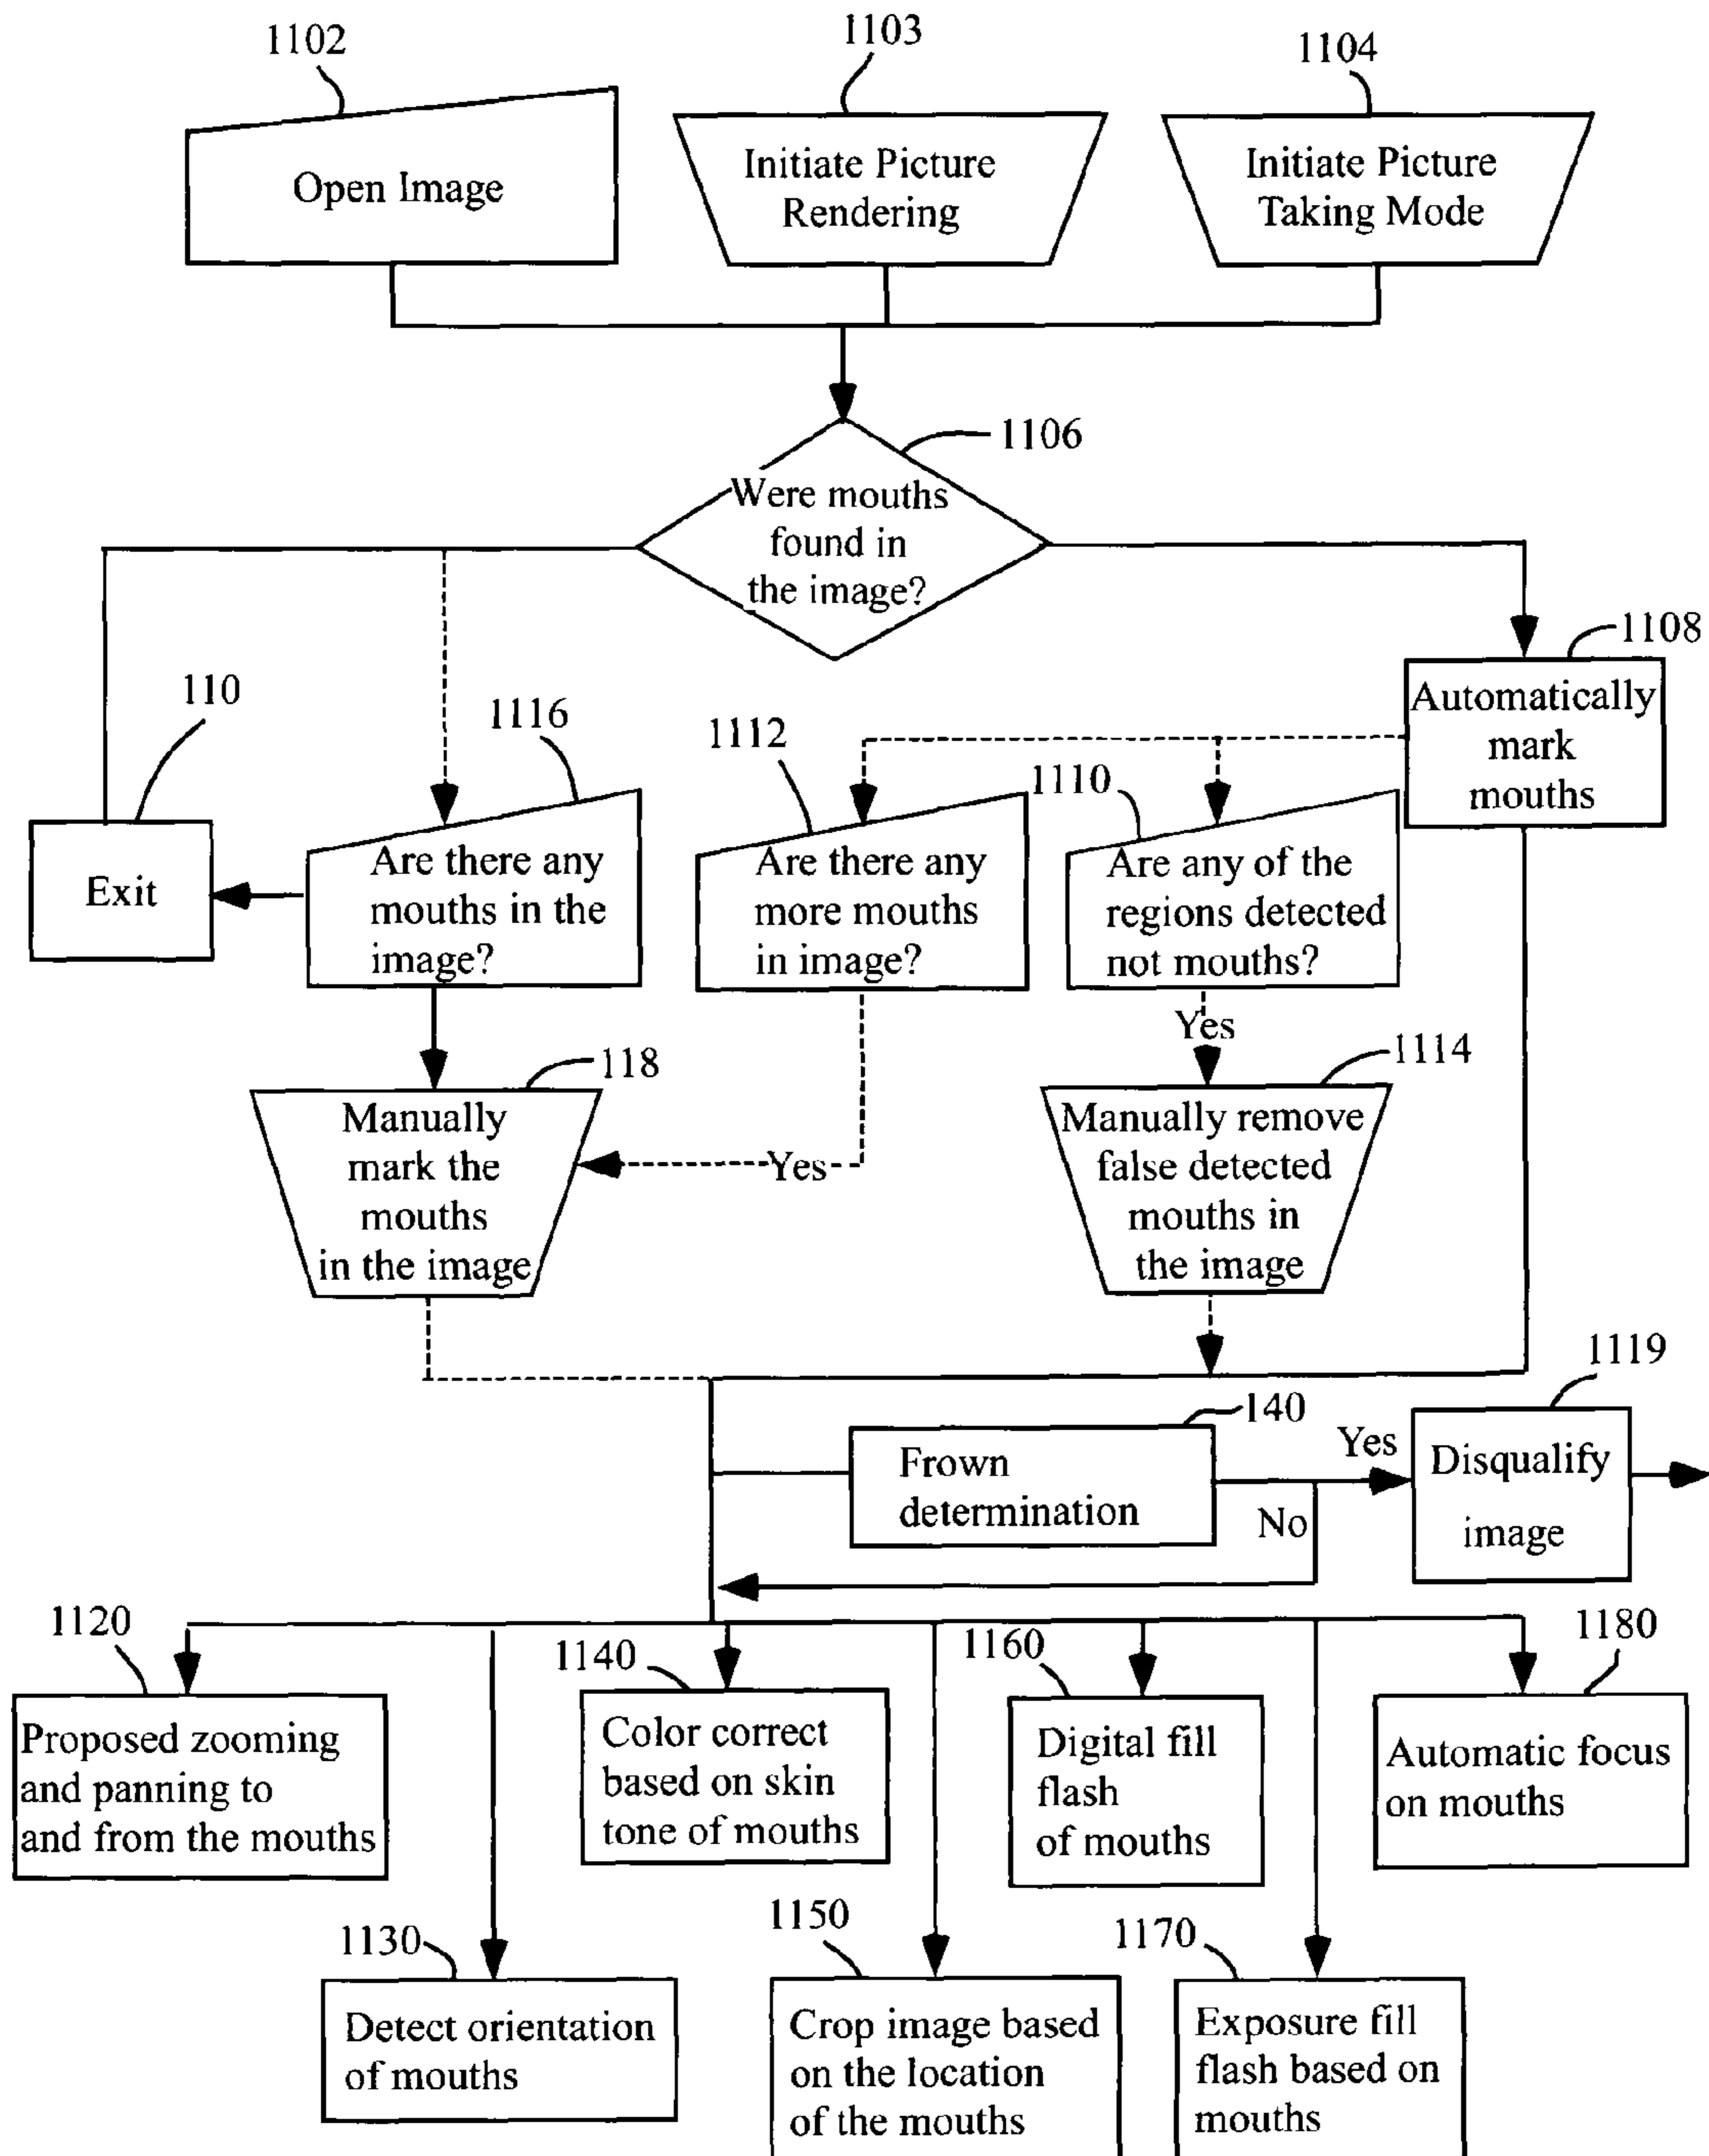 1102
1103
1104
Open Image
Initiate Picture
Rendering
Initiate Picture
Taking Mode
1106
Were mouths
found in
the image?
1108
Automatically
mark
mouths
110
Exit
1116
Are there any
mouths in the
image?
1112
Are there any
more mouths
in image?
1110
Are any of the
regions detected
not mouths?
Yes
118
Manually
mark the
mouths
in the image
Yes
1114
Manually remove
false detected
mouths in
the image
140
Frown
determination
Yes
No
1119
Disqualify
image
1120
Proposed zooming
and panning to
and from the mouths
1140
Color correct
based on skin
tone of mouths
1160
Digital fill
flash
of mouths
1180
Automatic focus
on mouths
1130
Detect orientation
of mouths
1150
Crop image based
on the location
of the mouths
1170
Exposure fill
flash based on
mouths